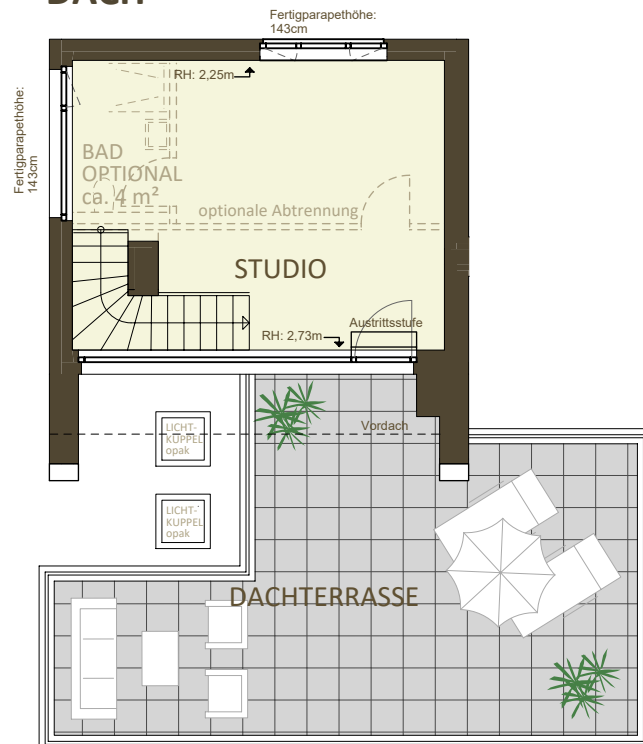 DACH
Fertigparapethöhe:
143cm
RH: 2,25m
Fertigparapethöhe:
143cm
BAD
OPTIONAL
ca. 4 m²
optionale Abtrennung
STUDIO
RH: 2,73m
Austrittsstufe
LICHT-
KUPPEL
opak
Vordach
LICHT-
KUPPEL
opak
DACHTERRASSE